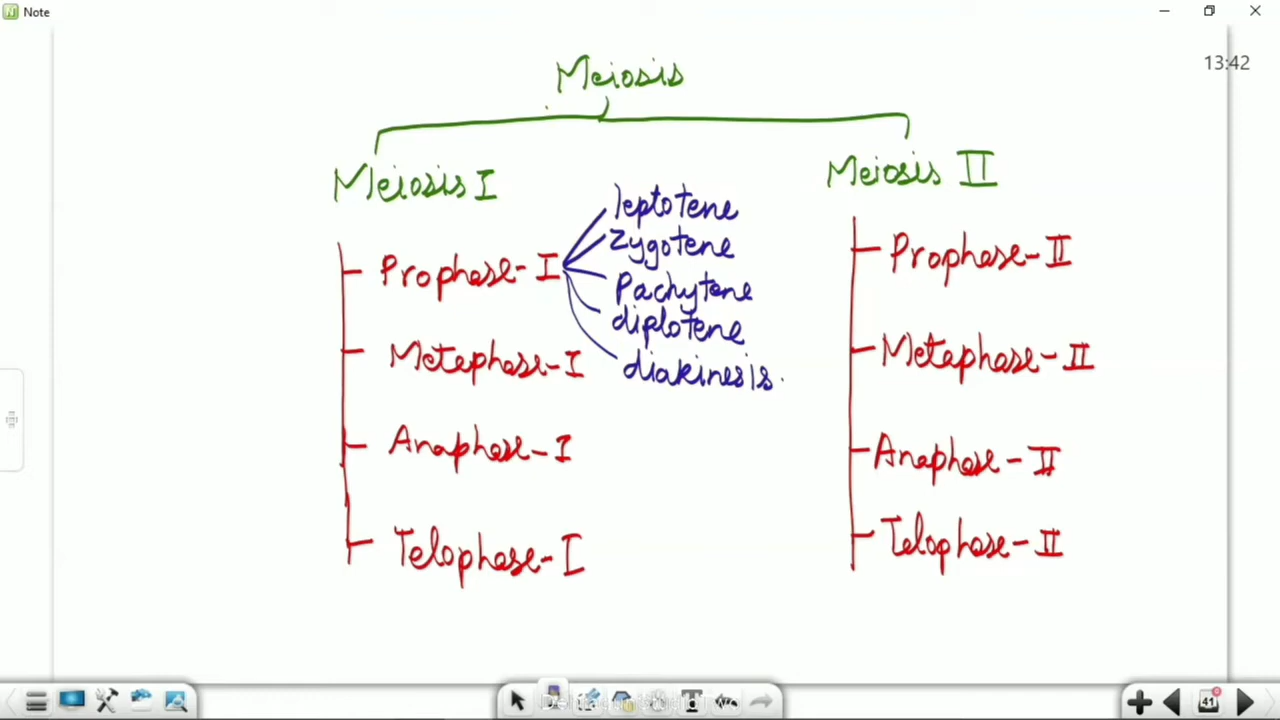 Note
13:42
Meiosis
Meiosis I
Meiosis II
Prophase-I
leptotene
Zygotene
Pachytene
diplotene
diakinesis.
Metaphase-I
Anaphase-I
Telophase-I
Prophase-II
Metaphase-II
Anaphase-II
Telophase-II
41